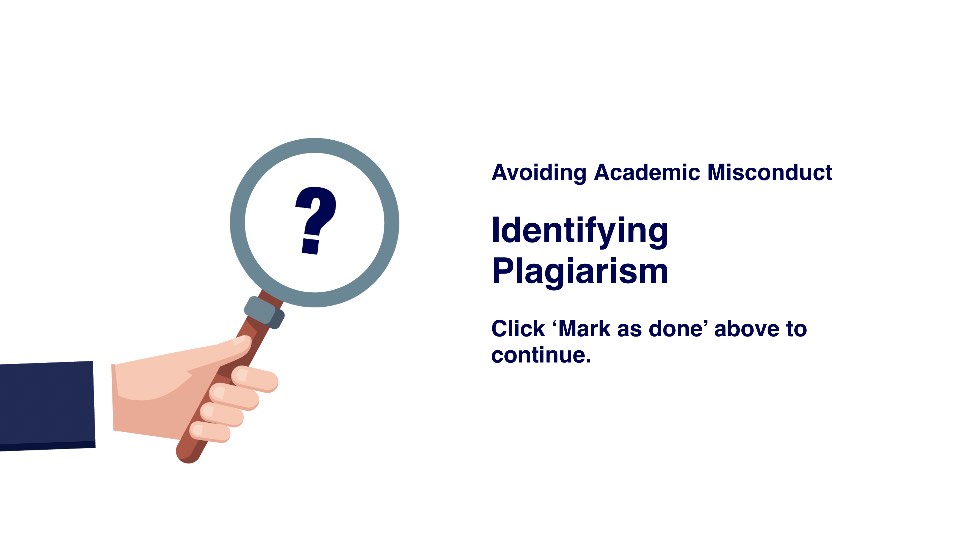 ?
Avoiding Academic Misconduct
Identifying
Plagiarism
Click ‘Mark as done’ above to
continue.